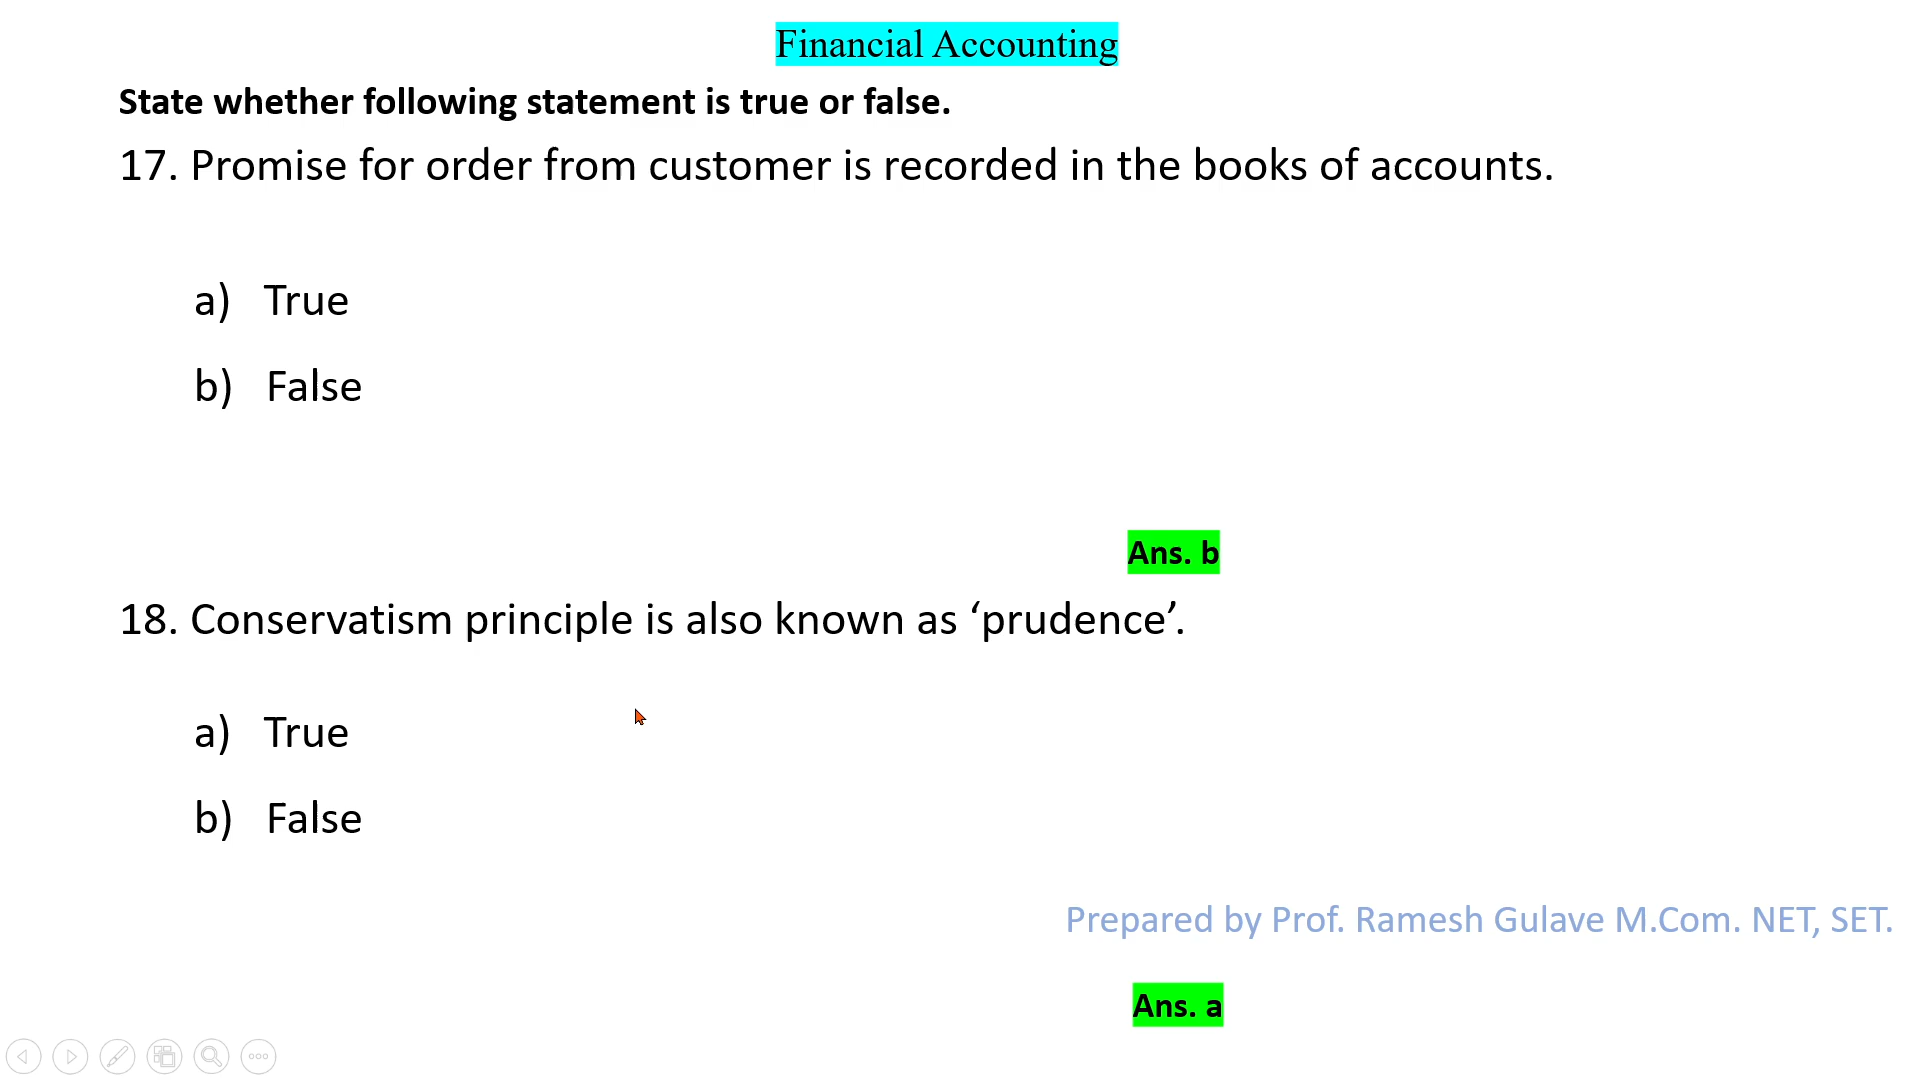 Financial Accounting
State whether following statement is true or false.
17. Promise for order from customer is recorded in the books of accounts.
a) True
b) False
Ans. b
18. Conservatism principle is also known as ‘prudence’.
a) True
b) False
Prepared by Prof. Ramesh Gulave M.Com. NET, SET.
Ans. a